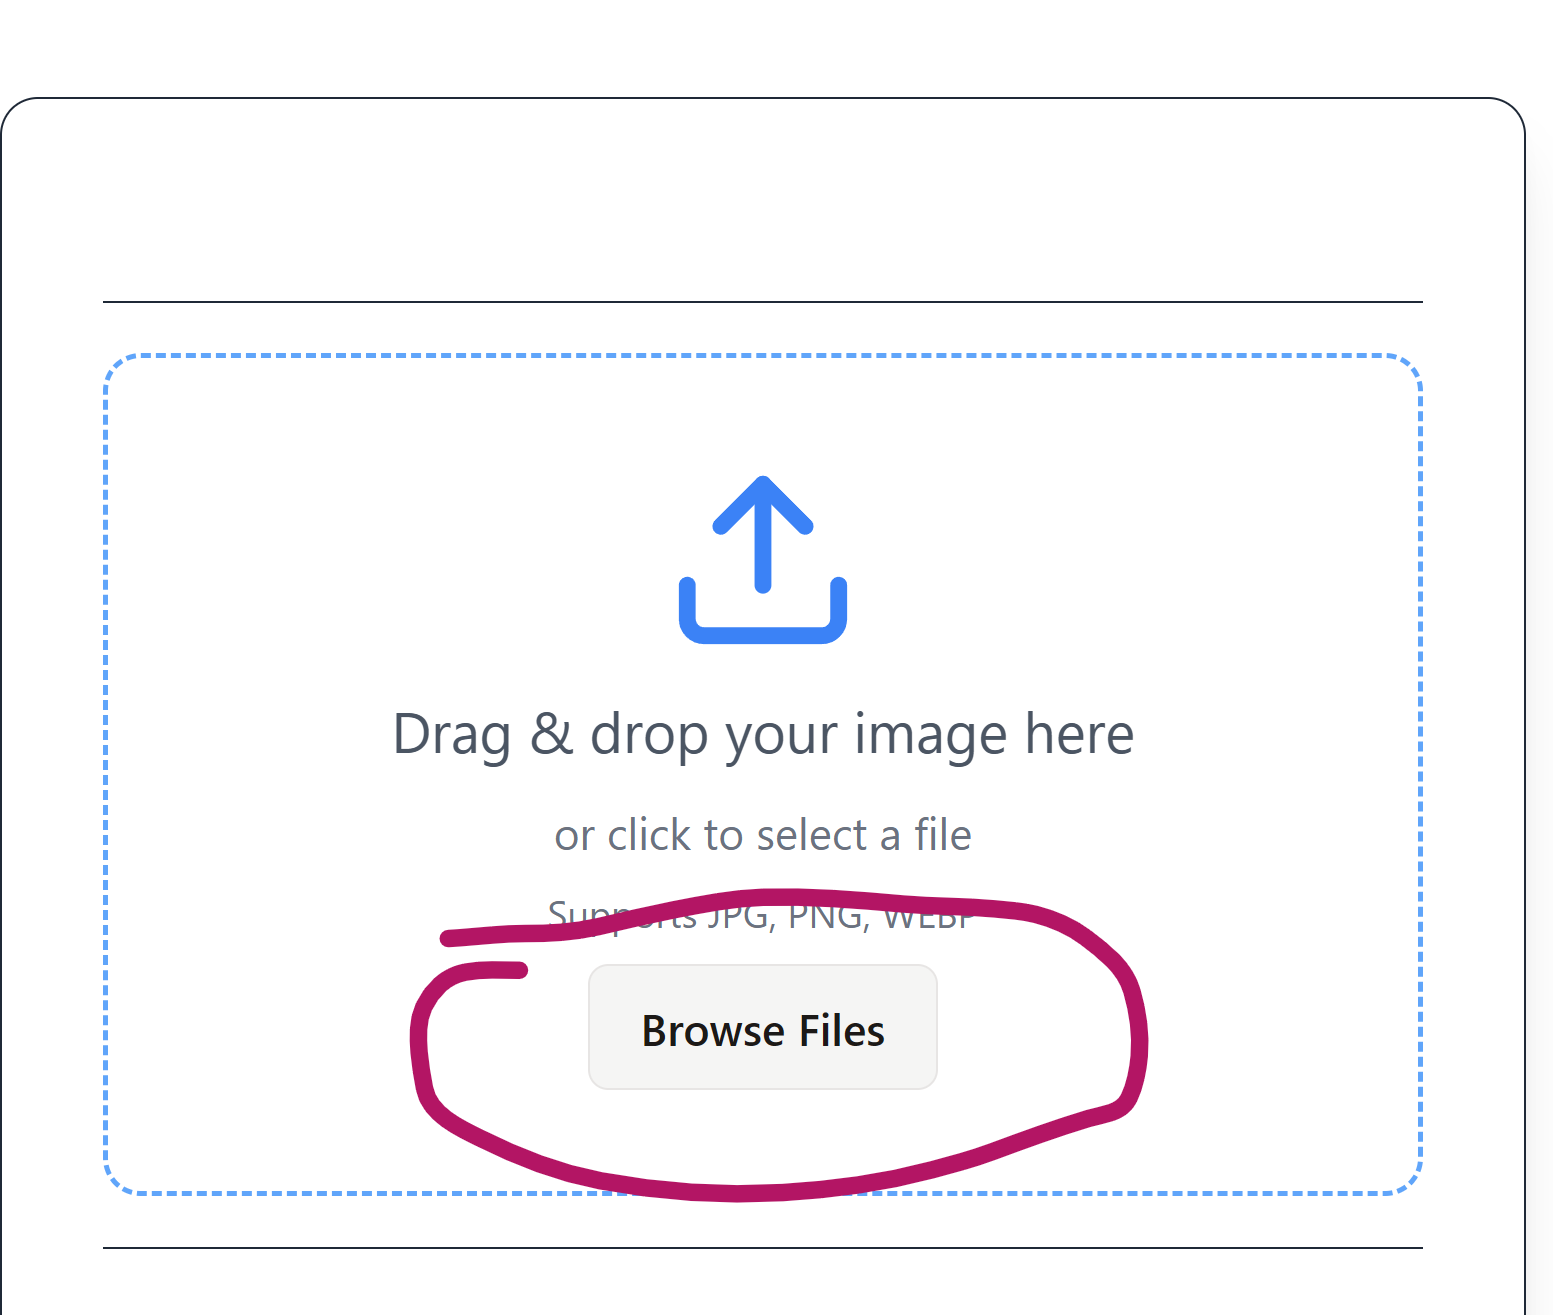 Drag & drop your image here
or click to select a file
Supports JPG, PNG, WEBP
Browse Files